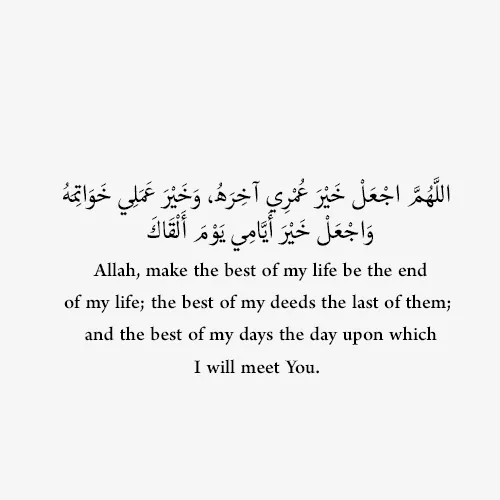 اللَّهُمَّ اجْعَلْ خَيْرَ عُمْرِي آخِرَهُ، وَخَيْرَ عَمَلِي خَوَاتِمَهُ
وَاجْعَلْ خَيْرَ أَيَّامِي يَوْمَ أَلْقَاكَ
Allah, make the best of my life be the end
of my life; the best of my deeds the last of them;
and the best of my days the day upon which
I will meet You.